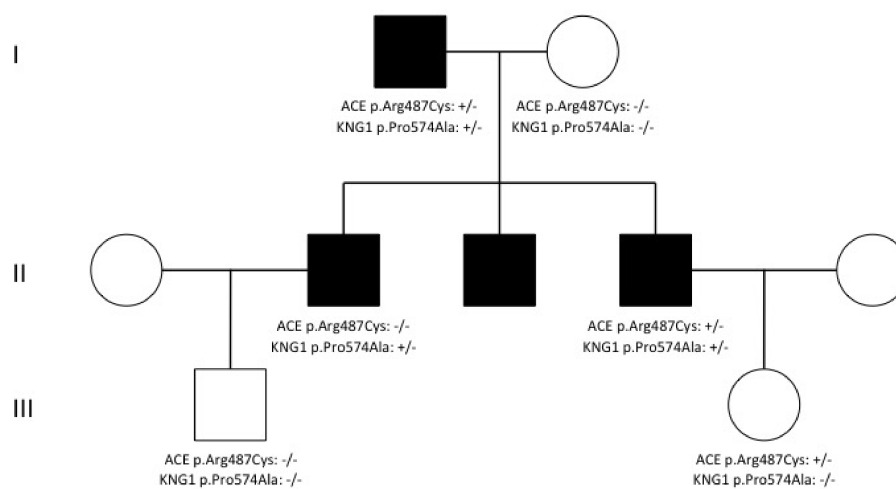 I
ACE p.Arg487Cys: +/-
KNG1 p.Pro574Ala: +/-
ACE p.Arg487Cys: -/-
KNG1 p.Pro574Ala: -/-
II
ACE p.Arg487Cys: -/-
KNG1 p.Pro574Ala: +/-
ACE p.Arg487Cys: +/-
KNG1 p.Pro574Ala: +/-
III
ACE p.Arg487Cys: -/-
KNG1 p.Pro574Ala: -/-
ACE p.Arg487Cys: +/-
KNG1 p.Pro574Ala: -/-